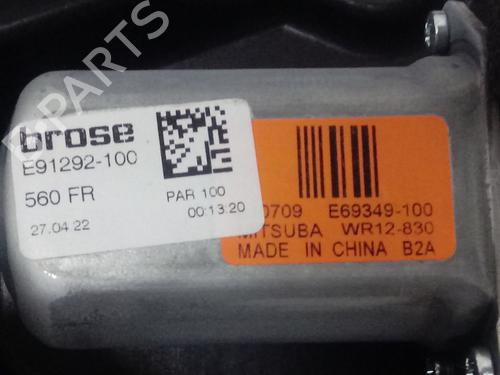 brose
E91292-100
560 FR
27.04.22
PAR 100
00:13:20
0709 E69349-100
MITSUBA WR12-830
MADE IN CHINA B2A